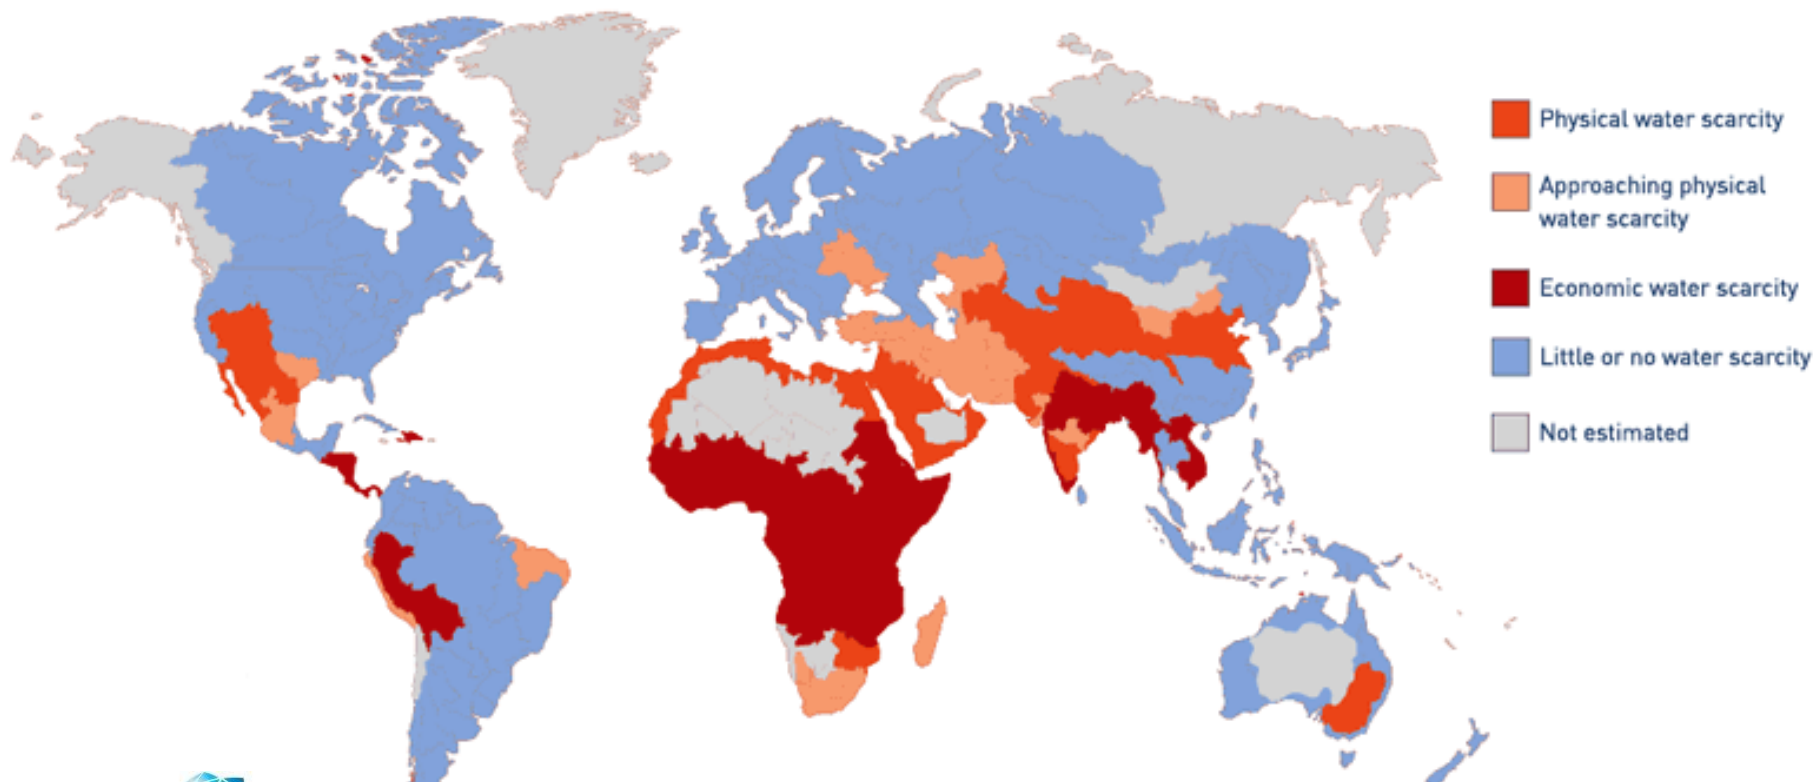 Physical water scarcity
Approaching physical
water scarcity
Economic water scarcity
Little or no water scarcity
Not estimated